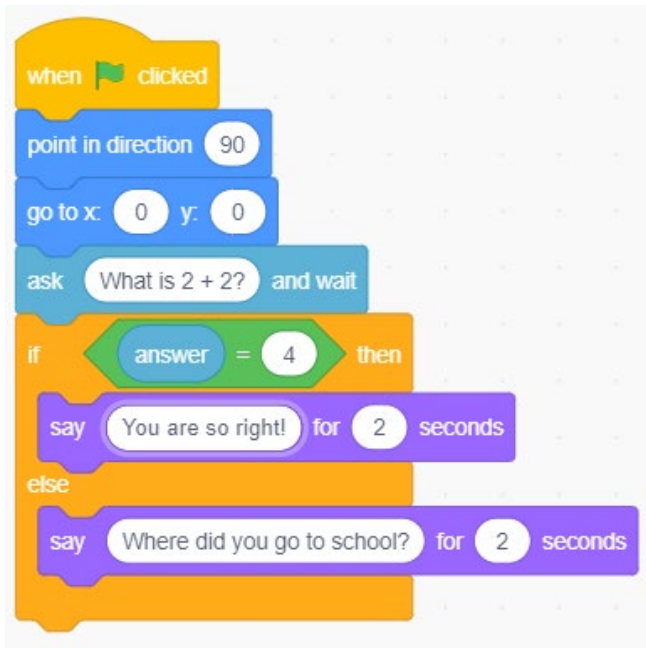 when clicked
point in direction 90
go to x: 0 y: 0
ask What is 2 + 2? and wait
if answer = 4 then
say You are so right! for 2 seconds
else
say Where did you go to school? for 2 seconds